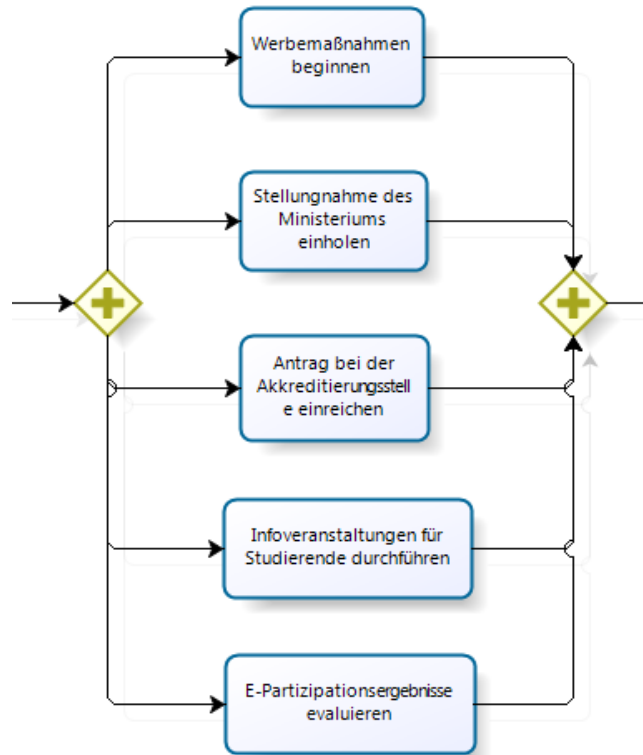 Werbemaßnahmen
beginnen
Stellungnahme des
Ministeriums
einholen
Antrag bei der
Akkreditierungsstell
e einreichen
Infoveranstaltungen für
Studierende durchführen
E-Partizipationsergebnisse
evaluieren